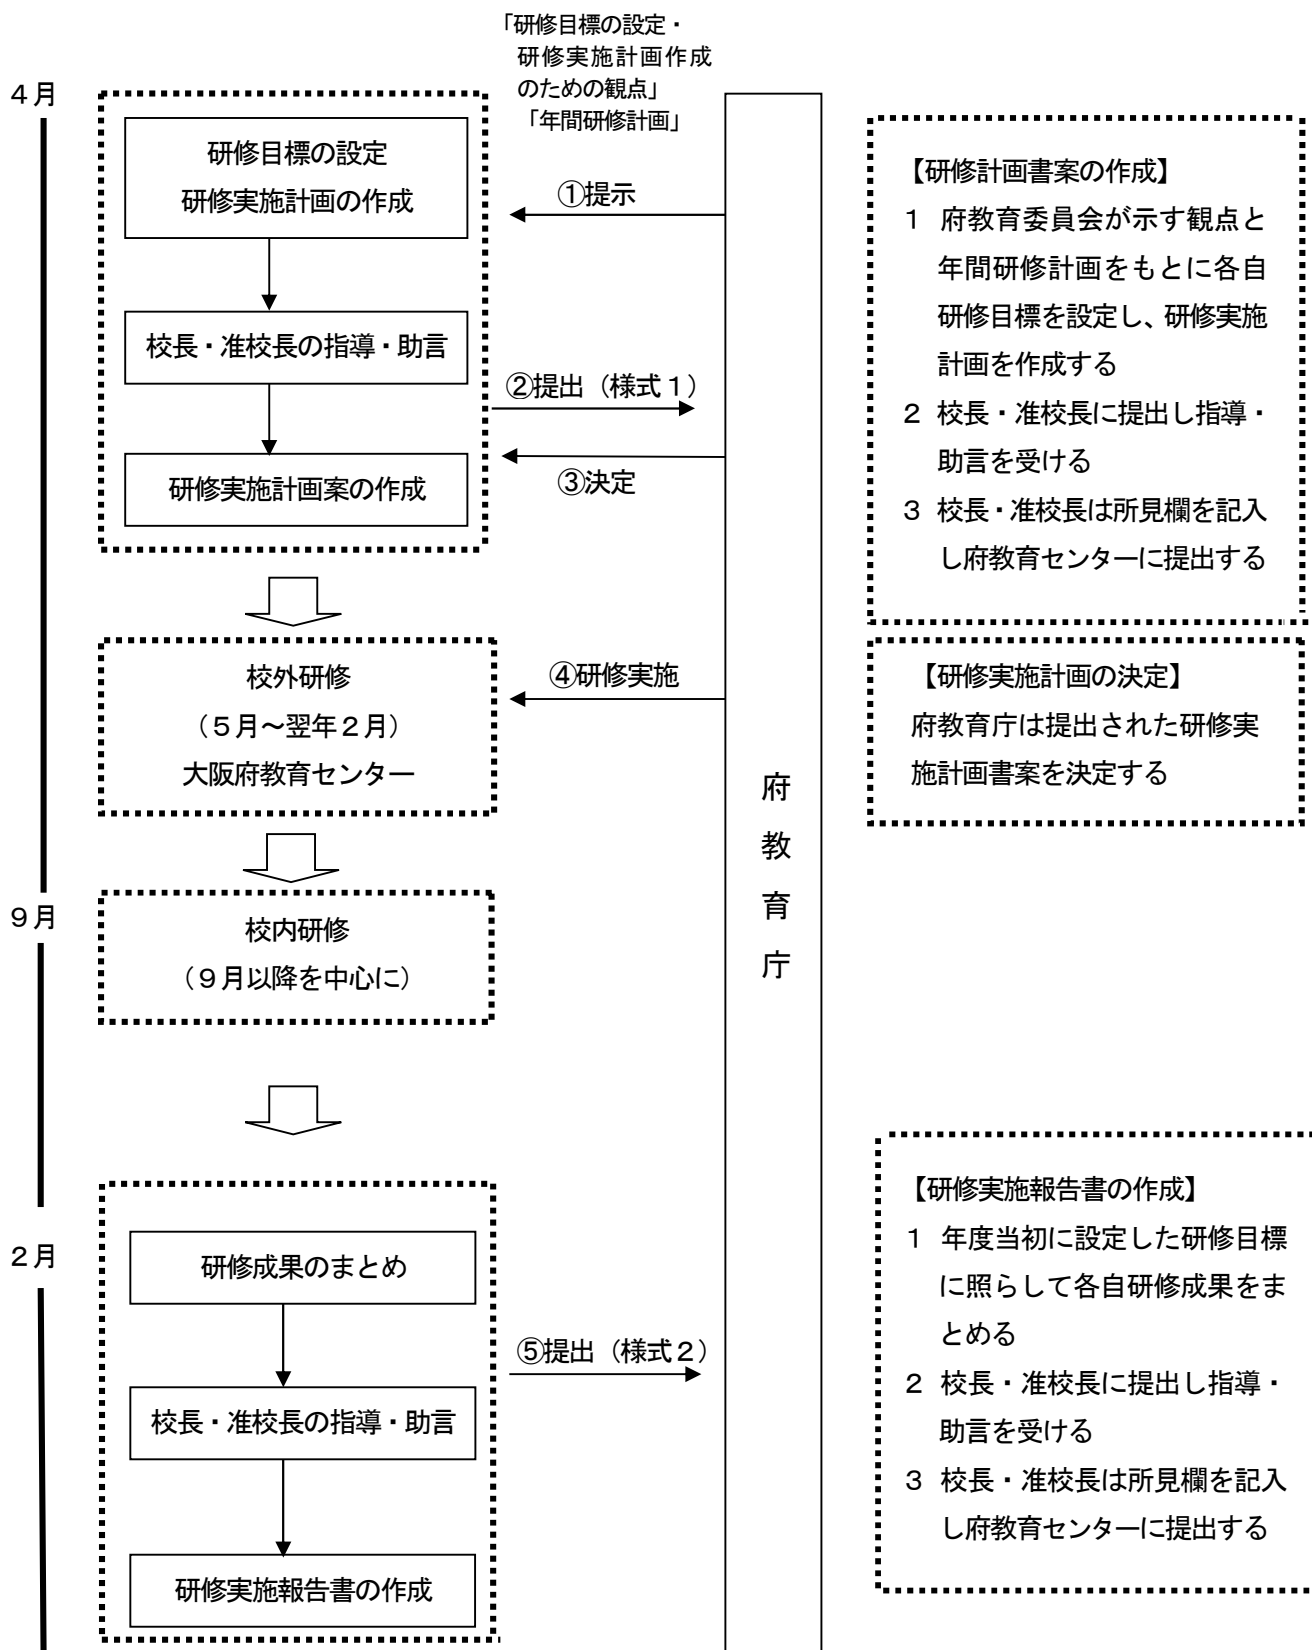 「研修目標の設定・
研修実施計画作成
のための観点」
「年間研修計画」
４月
研修目標の設定
研修実施計画の作成
①提示
校長・准校長の指導・助言
②提出（様式１）
③決定
研修実施計画案の作成
【研修計画書案の作成】
１ 府教育委員会が示す観点と
年間研修計画をもとに各自
研修目標を設定し、研修実施
計画を作成する
２ 校長・准校長に提出し指導・
助言を受ける
３ 校長・准校長は所見欄を記入
し府教育センターに提出する
校外研修
（５月～翌年２月）
大阪府教育センター
④研修実施
【研修実施計画の決定】
府教育庁は提出された研修実
施計画書案を決定する
府
教
育
庁
９月
校内研修
（９月以降を中心に）
２月
研修成果のまとめ
校長・准校長の指導・助言
⑤提出（様式２）
研修実施報告書の作成
【研修実施報告書の作成】
１ 年度当初に設定した研修目標
に照らして各自研修成果をま
とめる
２ 校長・准校長に提出し指導・
助言を受ける
３ 校長・准校長は所見欄を記入
し府教育センターに提出する